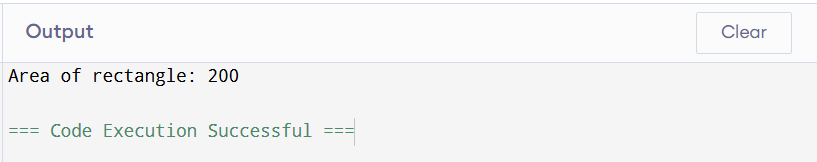 Output
Clear
Area of rectangle: 200
=== Code Execution Successful ===